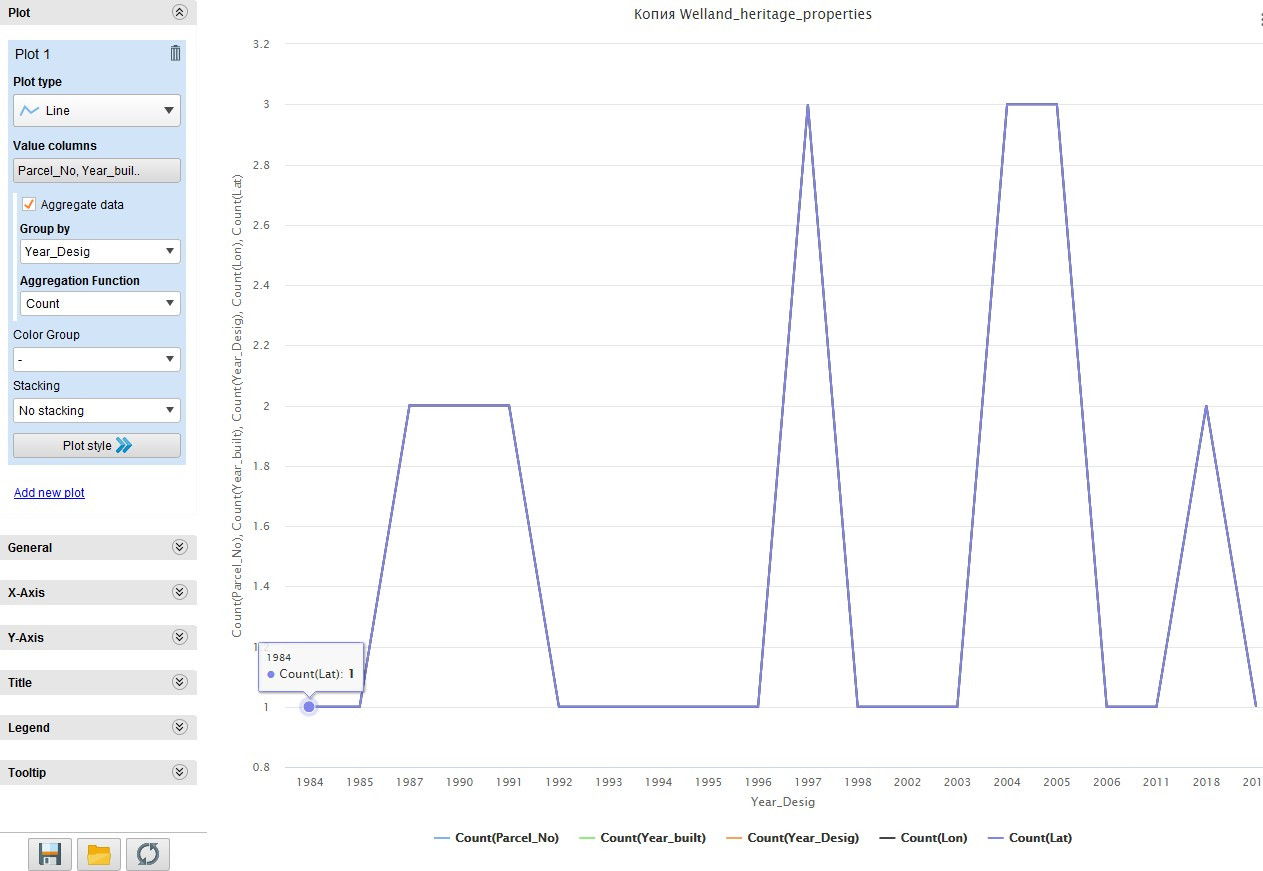 Plot
Plot 1
Plot type
Line
Value columns
Parcel_No, Year_buil..
Aggregate data
Group by
Year_Desig
Aggregation Function
Count
Color Group
-
Stacking
No stacking
Plot style
Add new plot
General
X-Axis
Y-Axis
Title
Legend
Tooltip
Копия Welland_heritage_properties
Count(Parcel_No), Count(Year_built), Count(Year_Desig), Count(Lon), Count(Lat)
3.2
3
2.8
2.6
2.4
2.2
2
1.8
1.6
1.4
1
0.8
1984
Count(Lat): 1
1984 1985 1987 1990 1991 1992 1993 1994 1995 1996 1997 1998 2002 2003 2004 2005 2006 2011 2018 201
Year_Desig
Count(Parcel_No) Count(Year_built) Count(Year_Desig) Count(Lon) Count(Lat)